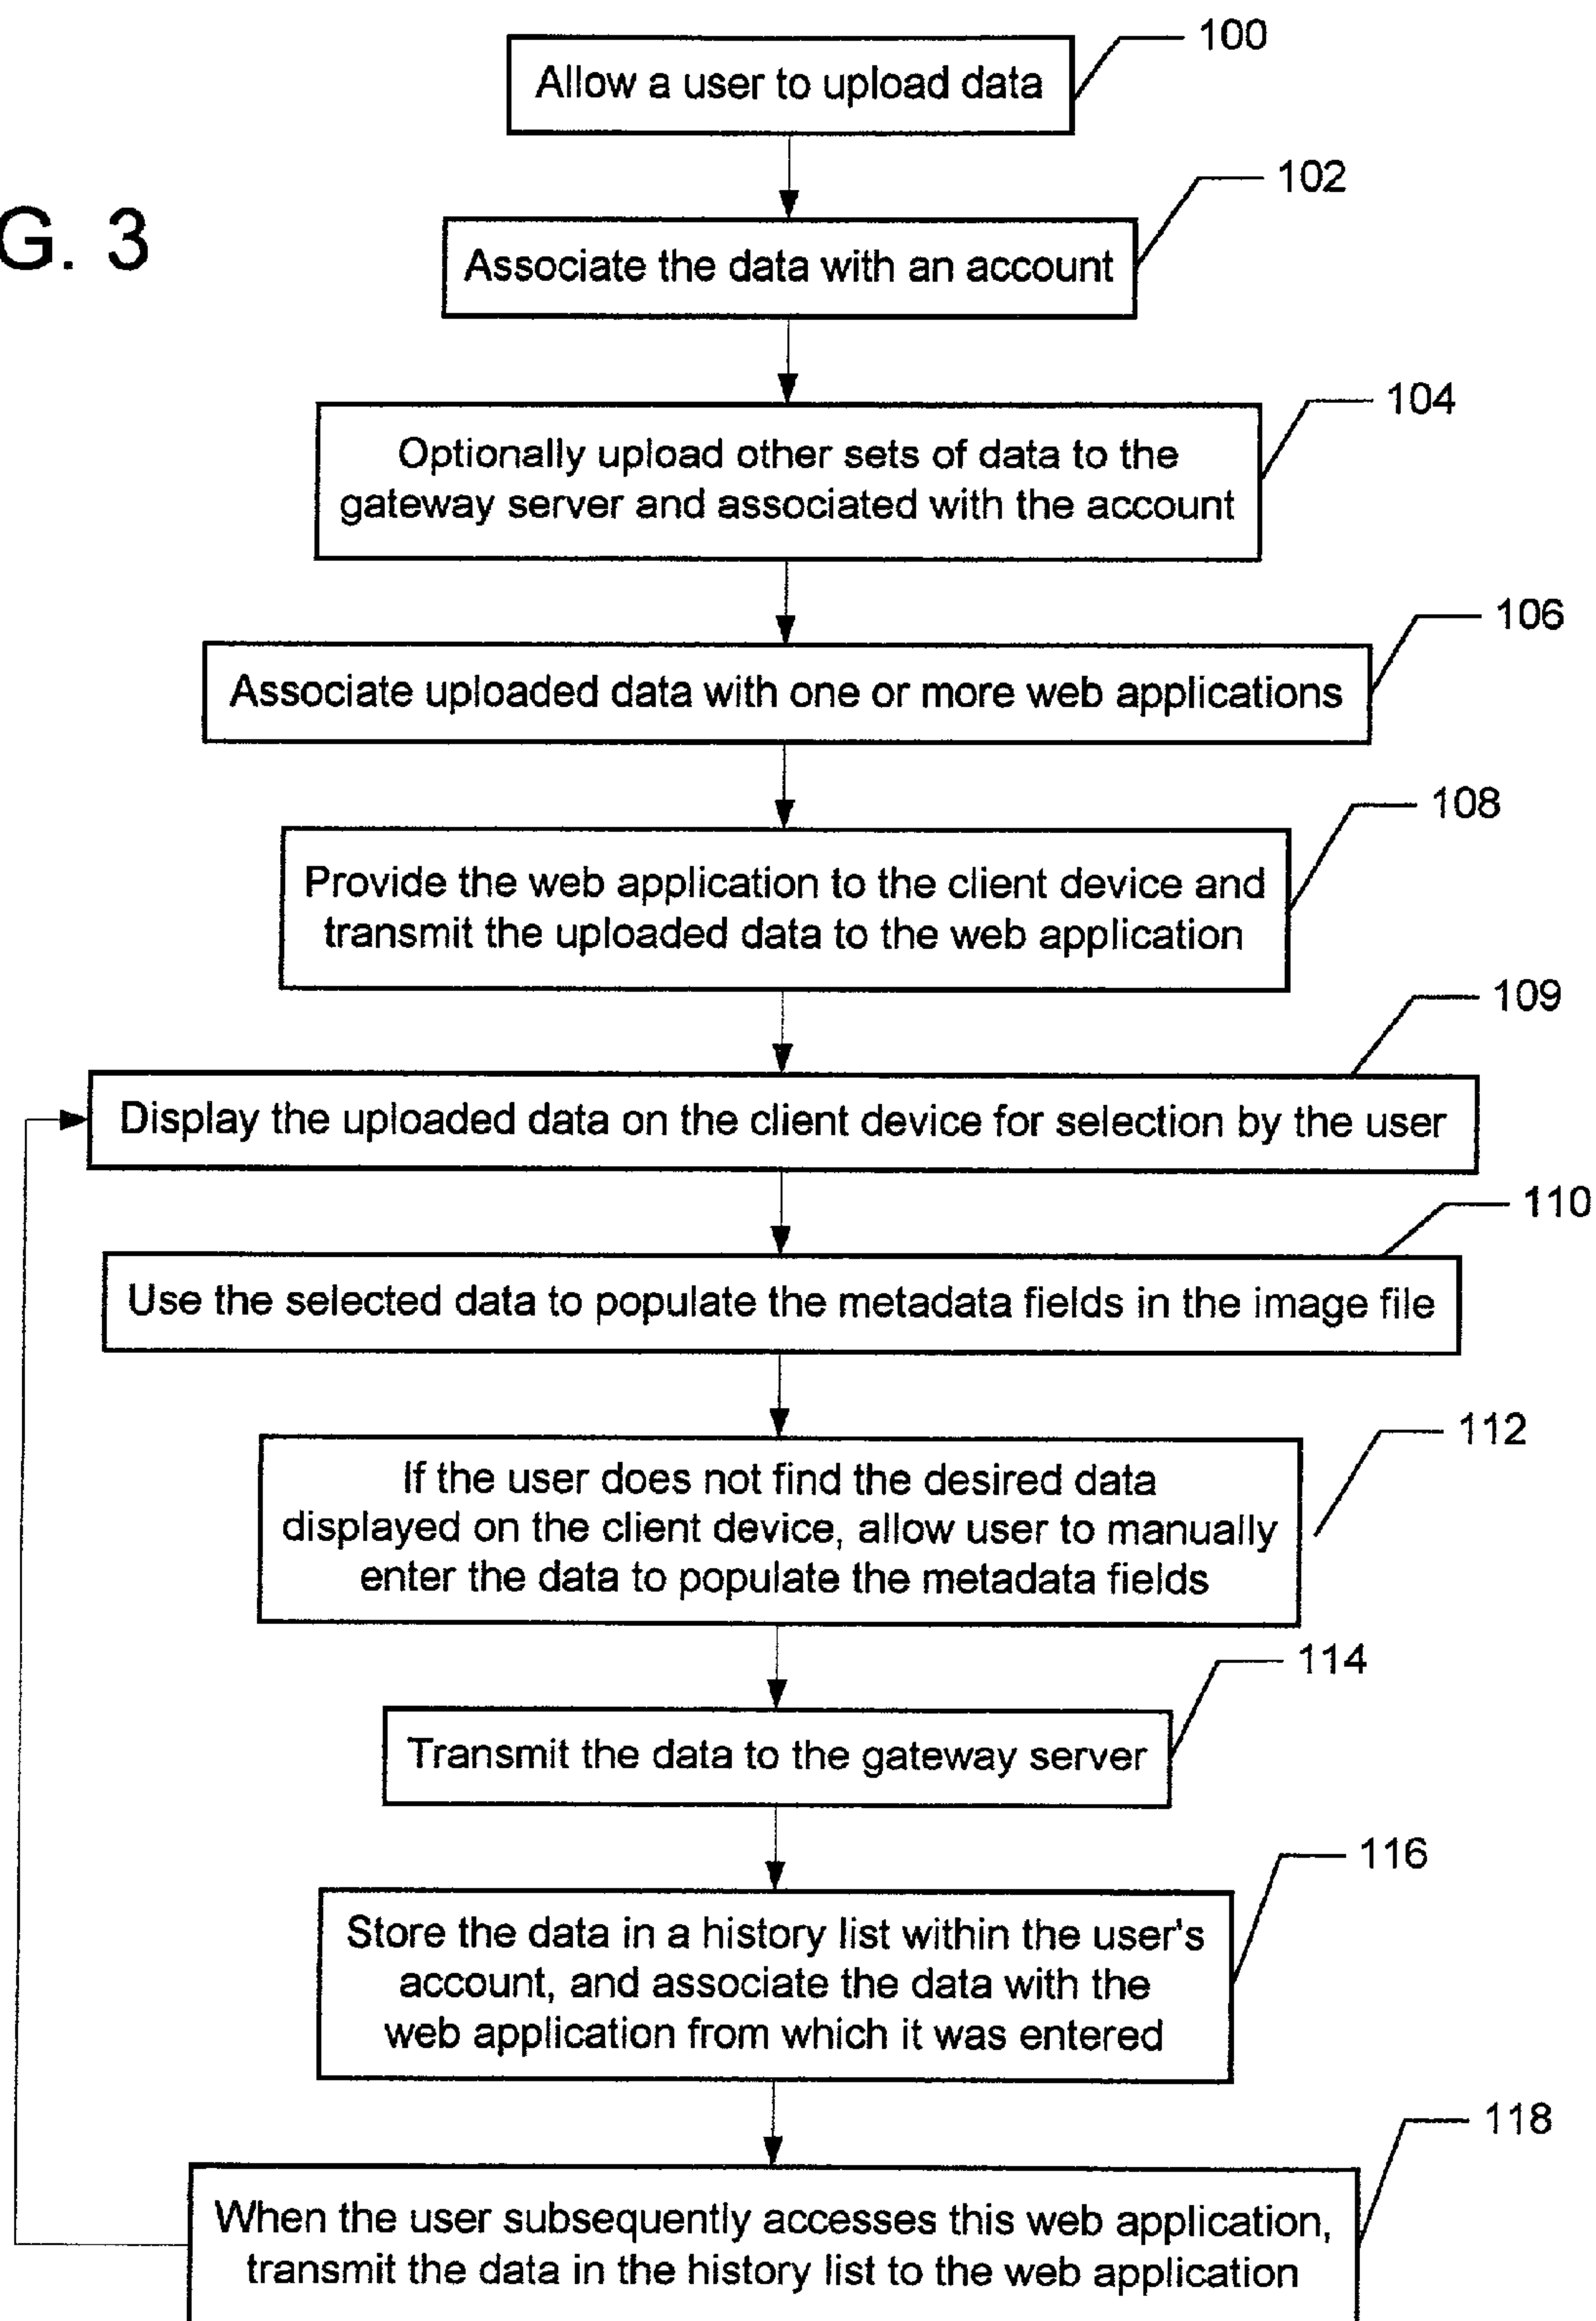 100
Allow a user to upload data
102
G. 3
Associate the data with an account
104
Optionally upload other sets of data to the
gateway server and associated with the account
106
Associate uploaded data with one or more web applications
108
Provide the web application to the client device and
transmit the uploaded data to the web application
109
Display the uploaded data on the client device for selection by the user
110
Use the selected data to populate the metadata fields in the image file
112
If the user does not find the desired data
displayed on the client device, allow user to manually
enter the data to populate the metadata fields
114
Transmit the data to the gateway server
116
Store the data in a history list within the user's
account, and associate the data with the
web application from which it was entered
118
When the user subsequently accesses this web application,
transmit the data in the history list to the web application